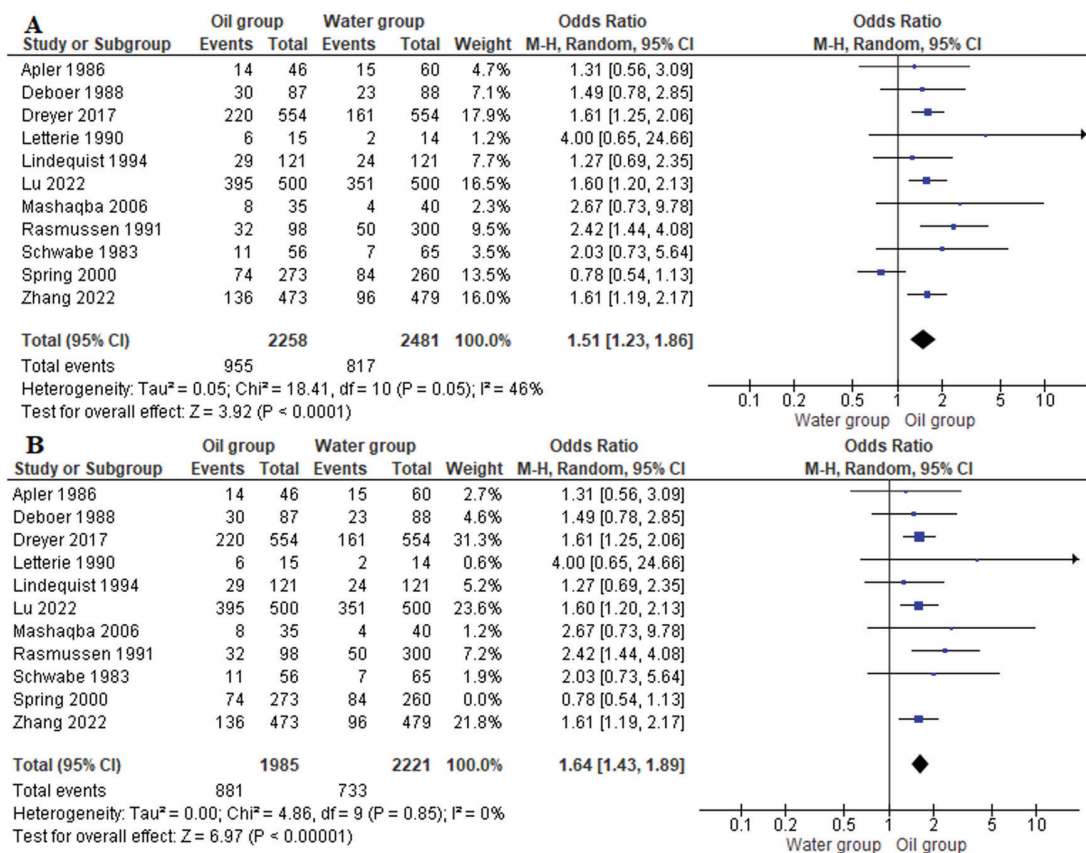 A
Oil group Water group Odds Ratio Odds Ratio
Study or Subgroup Events Total Events Total Weight M-H, Random, 95% CI M-H, Random, 95% CI
Apler 1986 14 46 15 60 4.7% 1.31 [0.56, 3.09]
Deboer 1988 30 87 23 88 7.1% 1.49 [0.78, 2.85]
Dreyer 2017 220 554 161 554 17.9% 1.61 [1.25, 2.06]
Letterie 1990 6 15 2 14 1.2% 4.00 [0.65, 24.66]
Lindequist 1994 29 121 24 121 7.7% 1.27 [0.69, 2.35]
Lu 2022 395 500 351 500 16.5% 1.60 [1.20, 2.13]
Mashaqba 2006 8 35 4 40 2.3% 2.67 [0.73, 9.78]
Rasmussen 1991 32 98 50 300 9.5% 2.42 [1.44, 4.08]
Schwabe 1983 11 56 7 65 3.5% 2.03 [0.73, 5.64]
Spring 2000 74 273 84 260 13.5% 0.78 [0.54, 1.13]
Zhang 2022 136 473 96 479 16.0% 1.61 [1.19, 2.17]
Total (95% CI) 2258 2481 100.0% 1.51 [1.23, 1.86]
Total events 955 817
Heterogeneity: Tau² = 0.05; Chi² = 18.41, df = 10 (P = 0.05); I² = 46%
Test for overall effect: Z = 3.92 (P < 0.0001)
0.1 0.2 0.5 1 2 5 10
Water group Oil group
B
Oil group Water group Odds Ratio Odds Ratio
Study or Subgroup Events Total Events Total Weight M-H, Random, 95% CI M-H, Random, 95% CI
Apler 1986 14 46 15 60 2.7% 1.31 [0.56, 3.09]
Deboer 1988 30 87 23 88 4.6% 1.49 [0.78, 2.85]
Dreyer 2017 220 554 161 554 31.3% 1.61 [1.25, 2.06]
Letterie 1990 6 15 2 14 0.6% 4.00 [0.65, 24.66]
Lindequist 1994 29 121 24 121 5.2% 1.27 [0.69, 2.35]
Lu 2022 395 500 351 500 23.6% 1.60 [1.20, 2.13]
Mashaqba 2006 8 35 4 40 1.2% 2.67 [0.73, 9.78]
Rasmussen 1991 32 98 50 300 7.2% 2.42 [1.44, 4.08]
Schwabe 1983 11 56 7 65 1.9% 2.03 [0.73, 5.64]
Spring 2000 74 273 84 260 0.0% 0.78 [0.54, 1.13]
Zhang 2022 136 473 96 479 21.8% 1.61 [1.19, 2.17]
Total (95% CI) 1985 2221 100.0% 1.64 [1.43, 1.89]
Total events 881 733
Heterogeneity: Tau² = 0.00; Chi² = 4.86, df = 9 (P = 0.85); I² = 0%
Test for overall effect: Z = 6.97 (P < 0.00001)
0.1 0.2 0.5 1 2 5 10
Water group Oil group